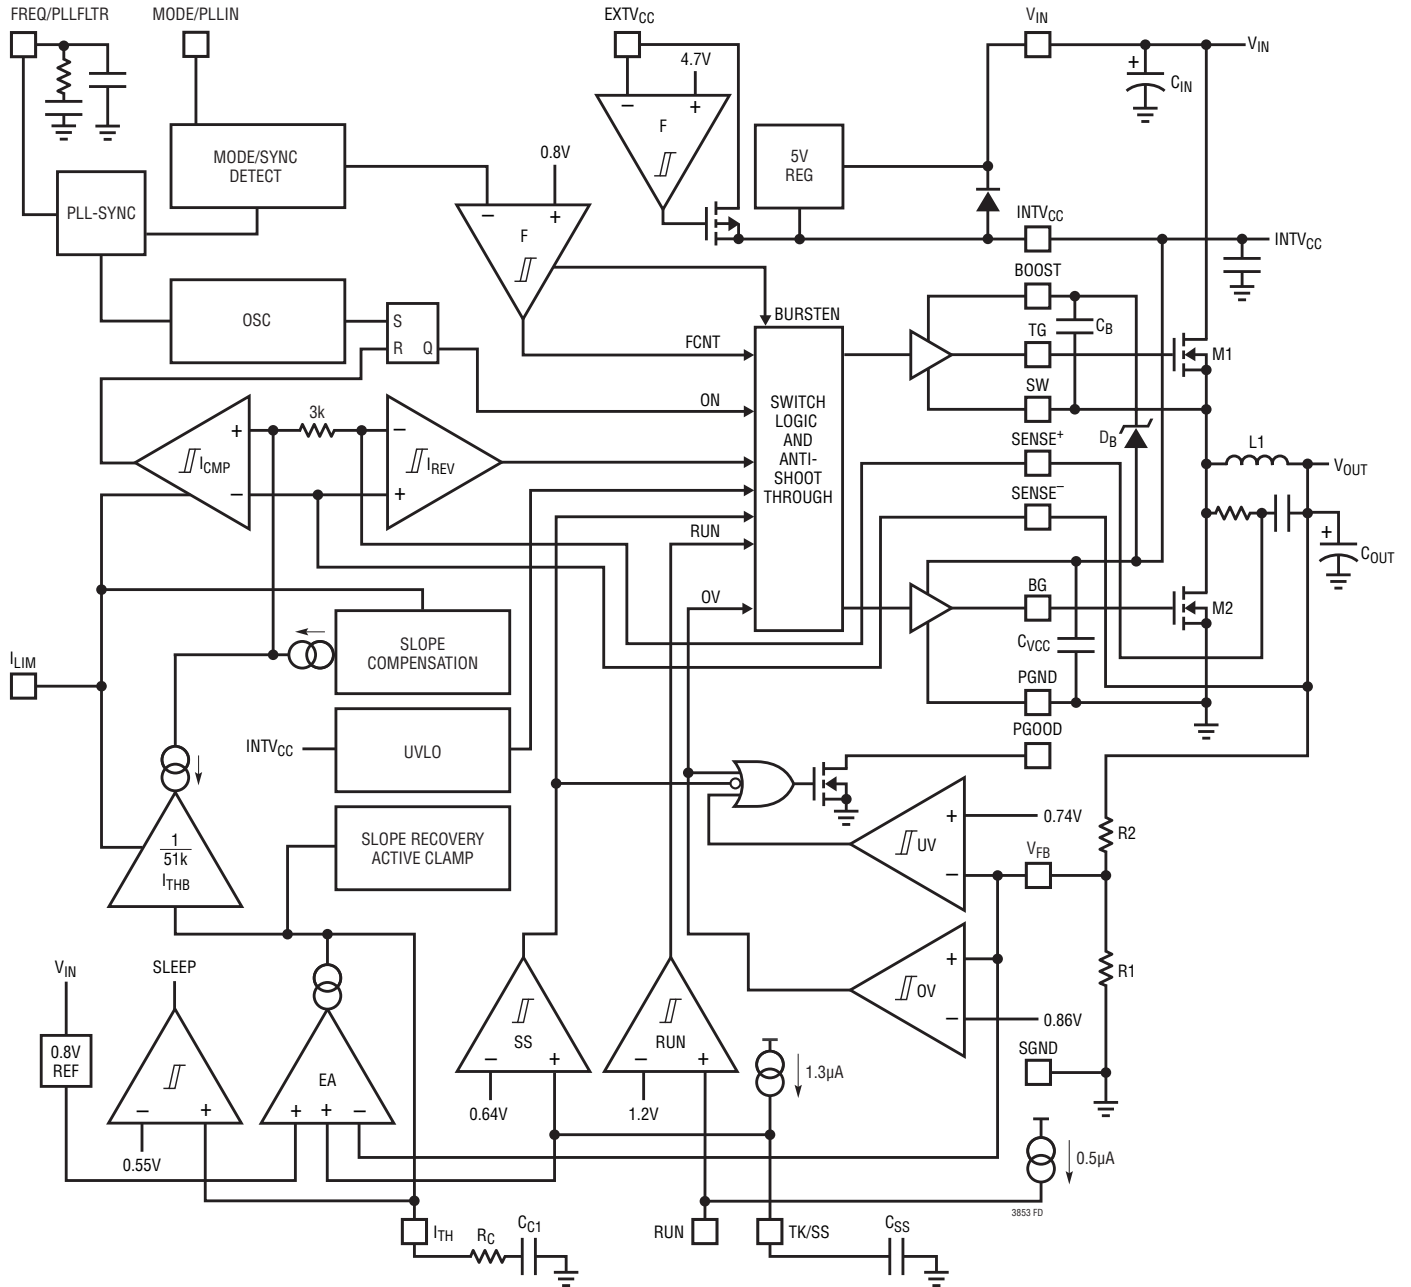 FREQ/PLLFLTR
MODE/PLLIN
EXTVCC
VIN
VIN
4.7V
+
CIN
− +
F
MODE/SYNC
DETECT
0.8V
5V
REG
PLL-SYNC
− +
F
INTVCC
INTVCC
BOOST
OSC
S
R Q
BURSTEN
CB
TG
FCNT
M1
SW
ON
SWITCH
LOGIC
AND
ANTI-
SHOOT
THROUGH
3k
+
−
ICMP
−
+
IREV
SENSE+
DB
L1
VOUT
SENSE−
RUN
+
COUT
OV
BG
M2
CVCC
SLOPE
COMPENSATION
ILIM
PGND
PGOOD
INTVCC
UVLO
1
51k
ITHB
SLOPE RECOVERY
ACTIVE CLAMP
+
−
UV
0.74V
R2
VFB
VIN
SLEEP
+
−
OV
R1
0.86V
0.8V
REF
SS
RUN
SGND
EA
− +
− +
1.3µA
− +
+ + −
0.64V
1.2V
0.55V
0.5µA
3853 FD
ITH
RC
CC1
RUN
TK/SS
CSS